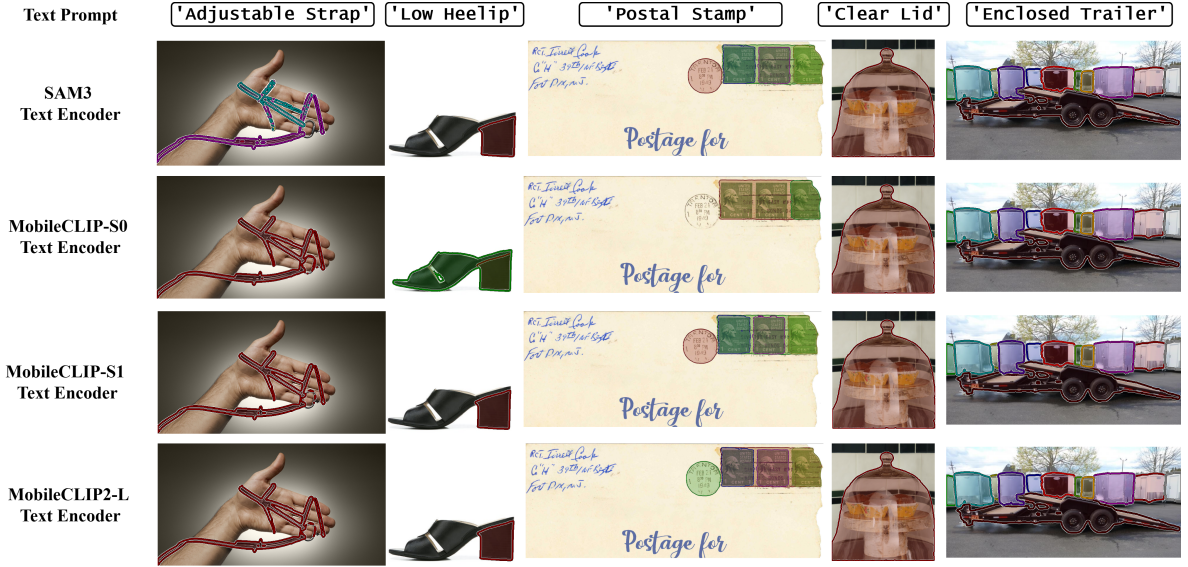 Text Prompt 'Adjustable Strap' 'Low Heelip' 'Postal Stamp' 'Clear Lid' 'Enclosed Trailer'
SAM3
Text Encoder
Postage for
MobileCLIP-S0
Text Encoder
Postage for
MobileCLIP-S1
Text Encoder
Postage for
MobileCLIP2-L
Text Encoder
Postage for